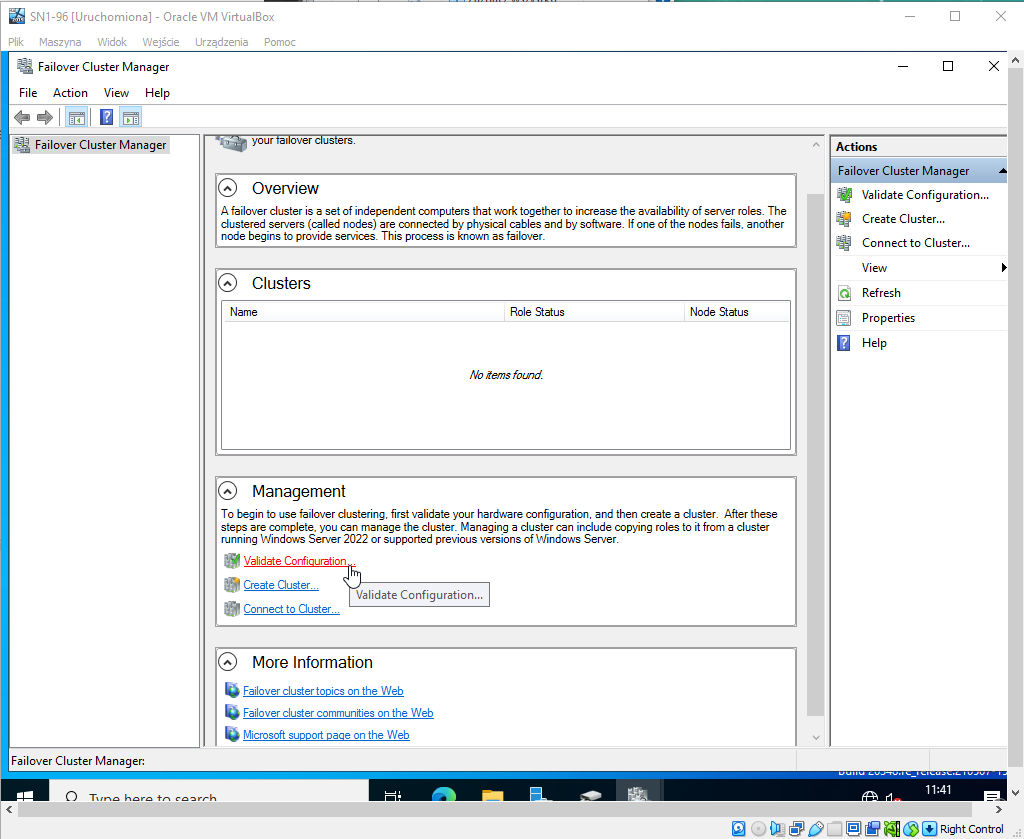 SN1-96 [Uruchomiona] - Oracle VM VirtualBox
Plik Maszyna Widok Wejście Urządzenia Pomoc
Failover Cluster Manager
File Action View Help
Failover Cluster Manager
your failover clusters.
Overview
A failover cluster is a set of independent computers that work together to increase the availability of server roles. The
clustered servers (called nodes) are connected by physical cables and by software. If one of the nodes fails, another
node begins to provide services. This process is known as failover.
Clusters
Name Role Status Node Status
No items found.
Management
To begin to use failover clustering, first validate your hardware configuration, and then create a cluster. After these
steps are complete, you can manage the cluster. Managing a cluster can include copying roles to it from a cluster
running Windows Server 2022 or supported previous versions of Windows Server.
Validate Configuration...
Create Cluster...
Validate Configuration...
Connect to Cluster...
More Information
Failover cluster topics on the Web
Failover cluster communities on the Web
Microsoft support page on the Web
Actions
Failover Cluster Manager
Validate Configuration...
Create Cluster...
Connect to Cluster...
View
Refresh
Properties
Help
Failover Cluster Manager:
Type here to search
11:41
Right Control